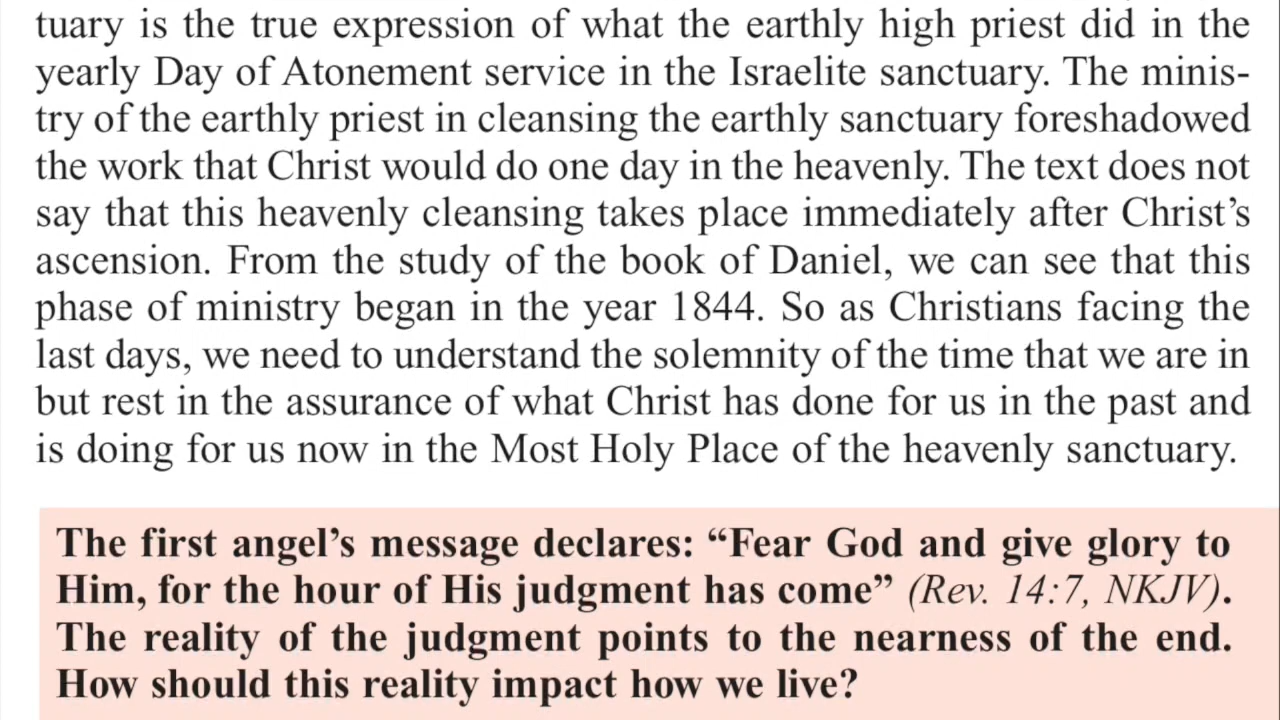 tuary is the true expression of what the earthly high priest did in the
yearly Day of Atonement service in the Israelite sanctuary. The minis-
try of the earthly priest in cleansing the earthly sanctuary foreshadowed
the work that Christ would do one day in the heavenly. The text does not
say that this heavenly cleansing takes place immediately after Christ’s
ascension. From the study of the book of Daniel, we can see that this
phase of ministry began in the year 1844. So as Christians facing the
last days, we need to understand the solemnity of the time that we are in
but rest in the assurance of what Christ has done for us in the past and
is doing for us now in the Most Holy Place of the heavenly sanctuary.
The first angel’s message declares: “Fear God and give glory to
Him, for the hour of His judgment has come” (Rev. 14:7, NKJV).
The reality of the judgment points to the nearness of the end.
How should this reality impact how we live?